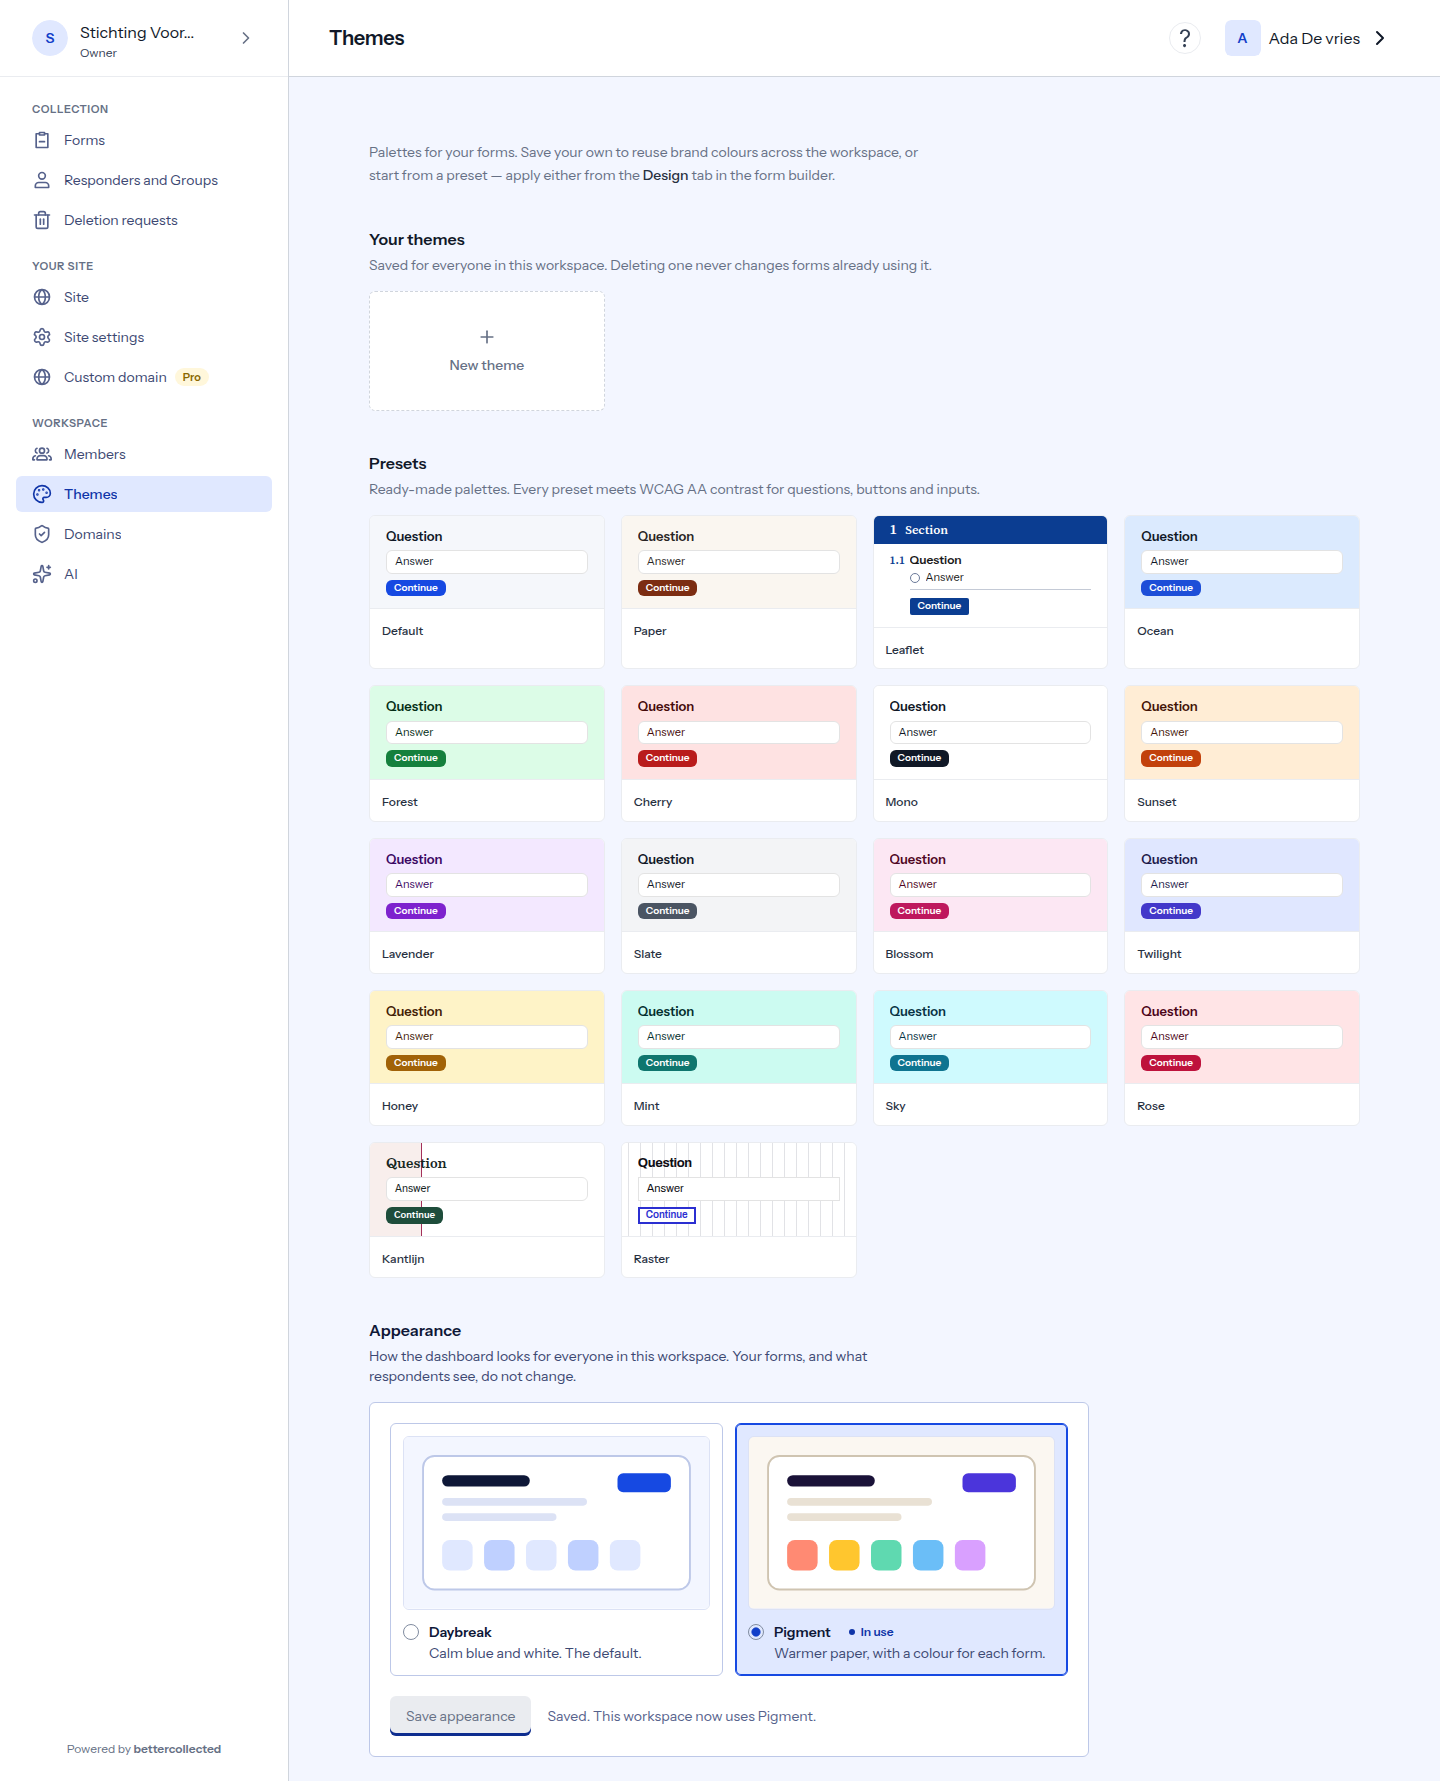 S
Stichting Voor...
Owner
Themes
?
A
Ada De vries
COLLECTION
Forms
Responders and Groups
Deletion requests
YOUR SITE
Site
Site settings
Custom domain Pro
WORKSPACE
Members
Themes
Domains
AI
Powered by bettercollected
Palettes for your forms. Save your own to reuse brand colours across the workspace, or
start from a preset — apply either from the Design tab in the form builder.
Your themes
Saved for everyone in this workspace. Deleting one never changes forms already using it.
New theme
Presets
Ready-made palettes. Every preset meets WCAG AA contrast for questions, buttons and inputs.
Question
Answer
Continue
Default
Question
Answer
Continue
Paper
1 Section
1.1 Question
Answer
Continue
Leaflet
Question
Answer
Continue
Ocean
Question
Answer
Continue
Forest
Question
Answer
Continue
Cherry
Question
Answer
Continue
Mono
Question
Answer
Continue
Sunset
Question
Answer
Continue
Lavender
Question
Answer
Continue
Slate
Question
Answer
Continue
Blossom
Question
Answer
Continue
Twilight
Question
Answer
Continue
Honey
Question
Answer
Continue
Mint
Question
Answer
Continue
Sky
Question
Answer
Continue
Rose
Question
Answer
Continue
Kantlijn
Question
Answer
Continue
Raster
Appearance
How the dashboard looks for everyone in this workspace. Your forms, and what
respondents see, do not change.
Daybreak
Calm blue and white. The default.
Pigment In use
Warmer paper, with a colour for each form.
Save appearance
Saved. This workspace now uses Pigment.